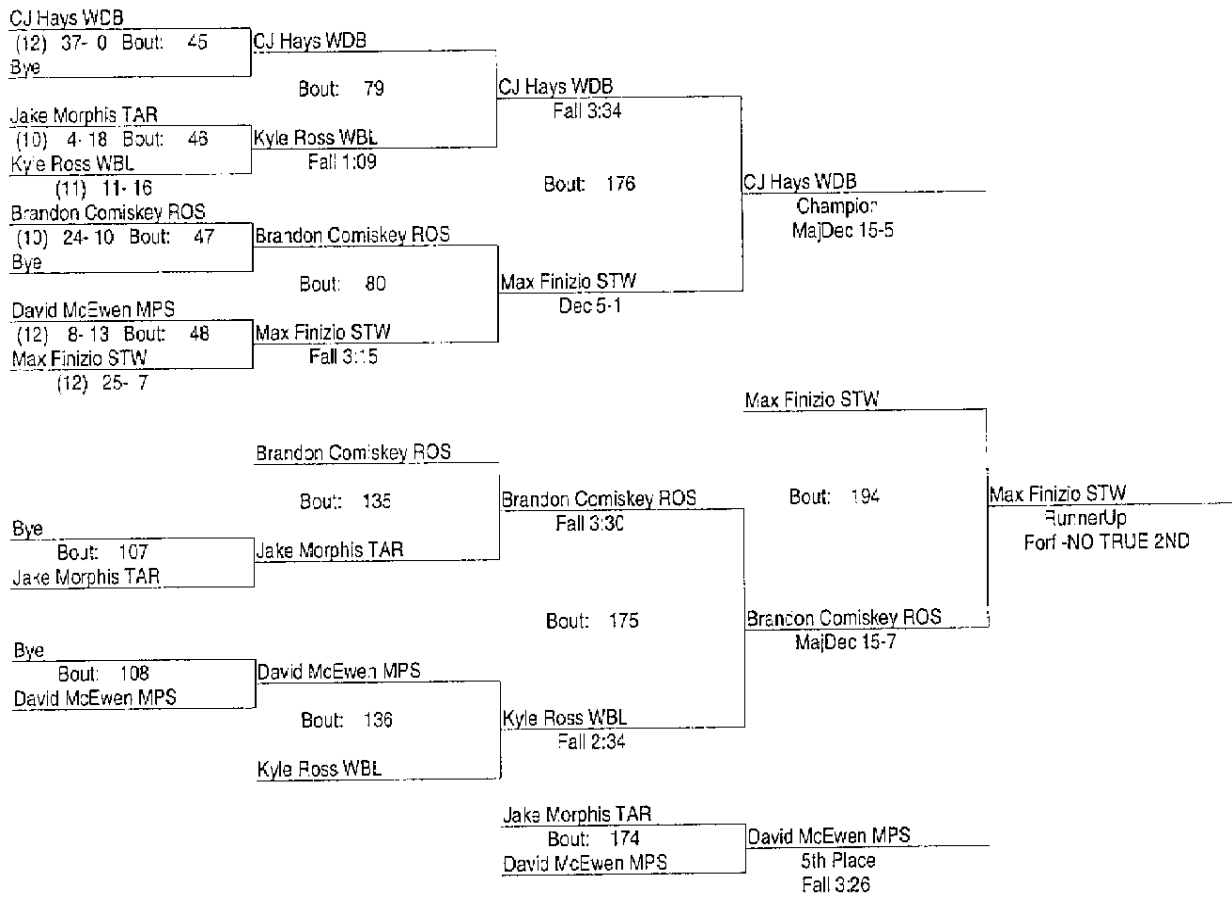 CJ Hays WDB
(12) 37- 0 Bout: 45
Bye
CJ Hays WDB
Bout: 79
Jake Morphis TAR
(10) 4- 18 Bout: 46
Kyle Ross WBL
(11) 11- 16
Kyle Ross WBL
Fall 1:09
CJ Hays WDB
Fall 3:34
Brandon Comiskey ROS
(10) 24- 10 Bout: 47
Bye
Brandon Comiskey ROS
Bout: 80
David McEwen MPS
(12) 8- 13 Bout: 48
Max Finizio STW
(12) 25- 7
Max Finizio STW
Fall 3:15
Max Finizio STW
Dec 5-1
Bout: 176
CJ Hays WDB
Champion
MajDec 15-5
Max Finizio STW
Brandon Comiskey ROS
Bout: 135
Bye
Bout: 107
Jake Morphis TAR
Jake Morphis TAR
Brandon Comiskey ROS
Fall 3:30
Bout: 194
Max Finizio STW
RunnerUp
Forf -NO TRUE 2ND
Bout: 175
Brandon Comiskey ROS
MajDec 15-7
Bye
Bout: 108
David McEwen MPS
David McEwen MPS
Bout: 136
Kyle Ross WBL
Kyle Ross WBL
Fall 2:34
Jake Morphis TAR
Bout: 174
David McEwen MPS
David McEwen MPS
5th Place
Fall 3:26